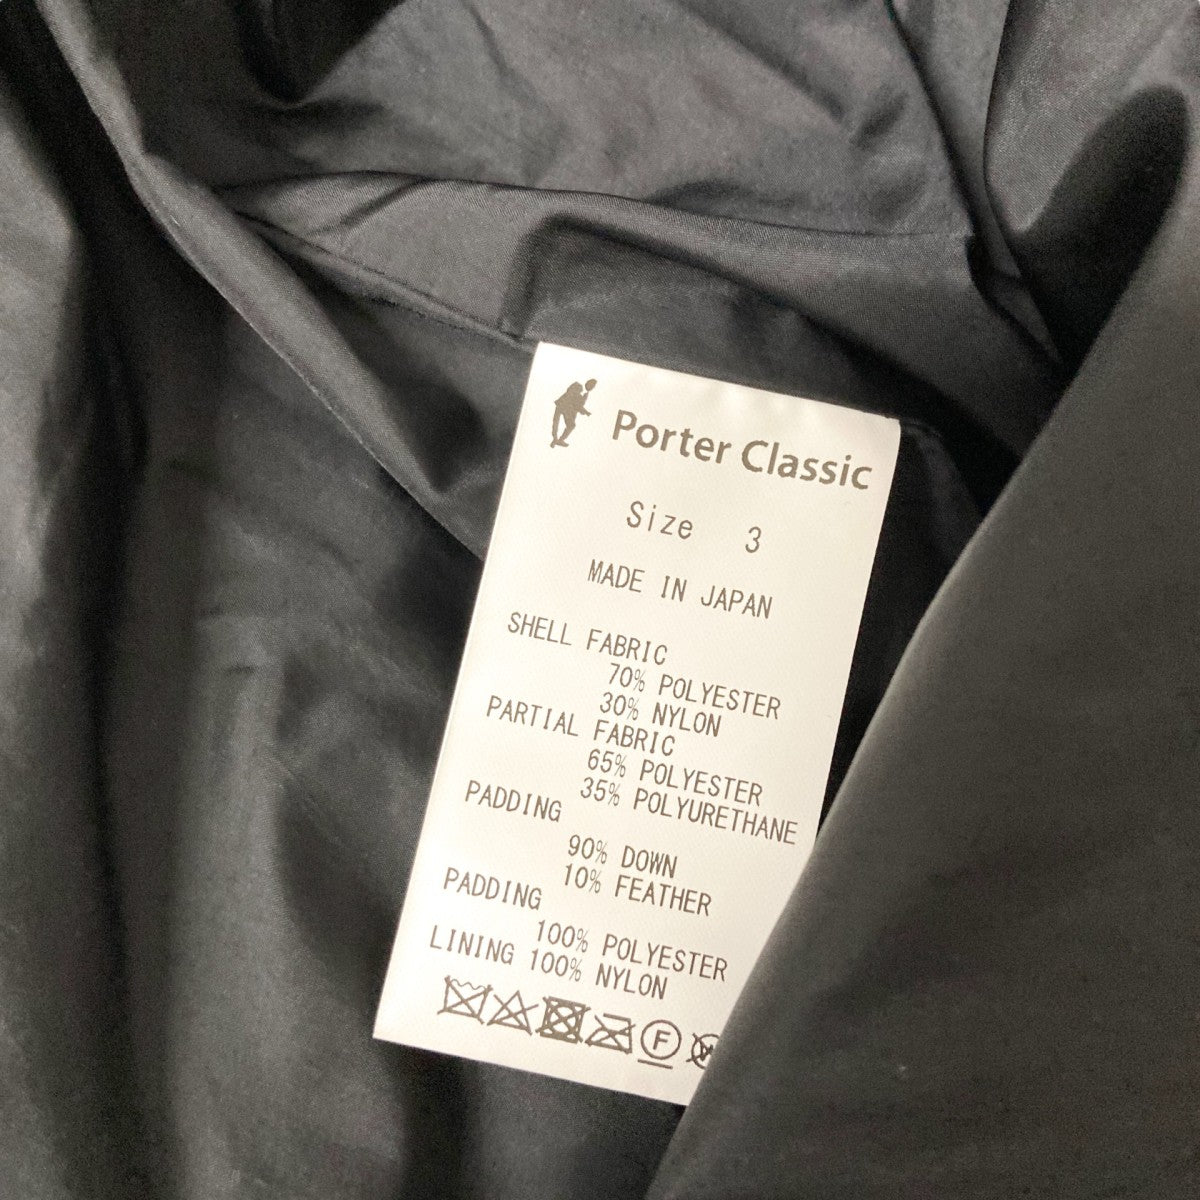 Porter Classic
Size 3
MADE IN JAPAN
SHELL FABRIC
70% POLYESTER
30% NYLON
PARTIAL FABRIC
65% POLYESTER
35% POLYURETHANE
PADDING
90% DOWN
10% FEATHER
PADDING
100% POLYESTER
LINING 100% NYLON
F